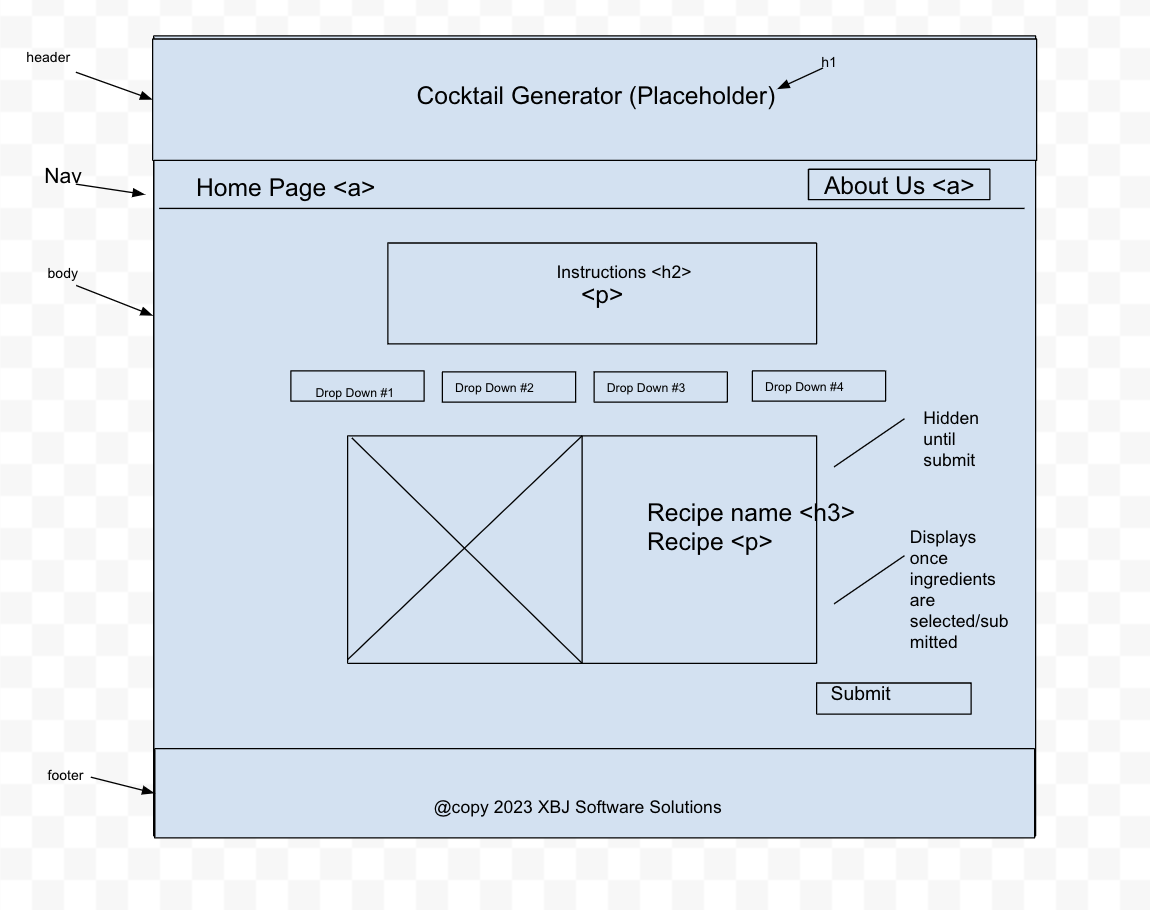 header
h1
Cocktail Generator (Placeholder)
Nav
Home Page <a>
About Us <a>
body
Instructions <h2>
<p>
Drop Down #1
Drop Down #2
Drop Down #3
Drop Down #4
Hidden
until
submit
Recipe name <h3>
Recipe <p>
Displays
once
ingredients
are
selected/sub
mitted
Submit
footer
@copy 2023 XBJ Software Solutions